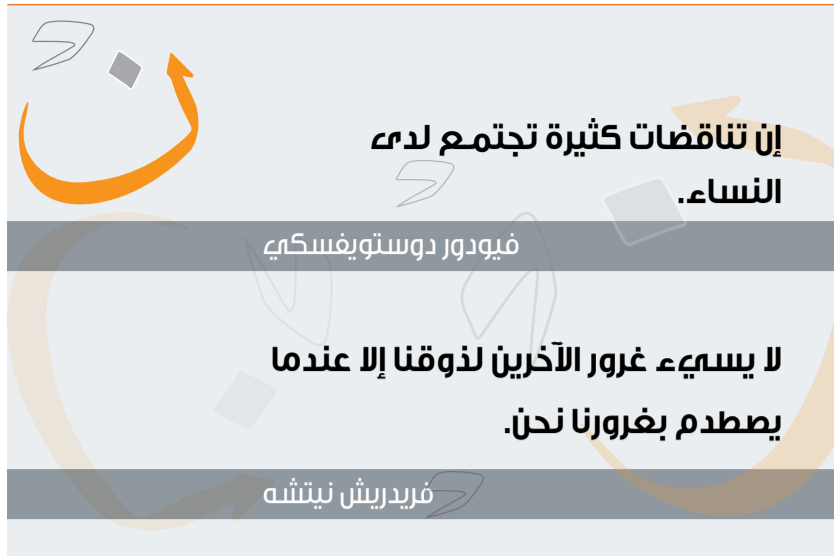 إن تناقضات كثيرة تجتمع لدى
النساء.
فيودور دوستويفسكي
لا يسيء غرور الآخرين لذوقنا إلا عندما
يصطدم بغرورنا نحن.
فريدريش نيتشه